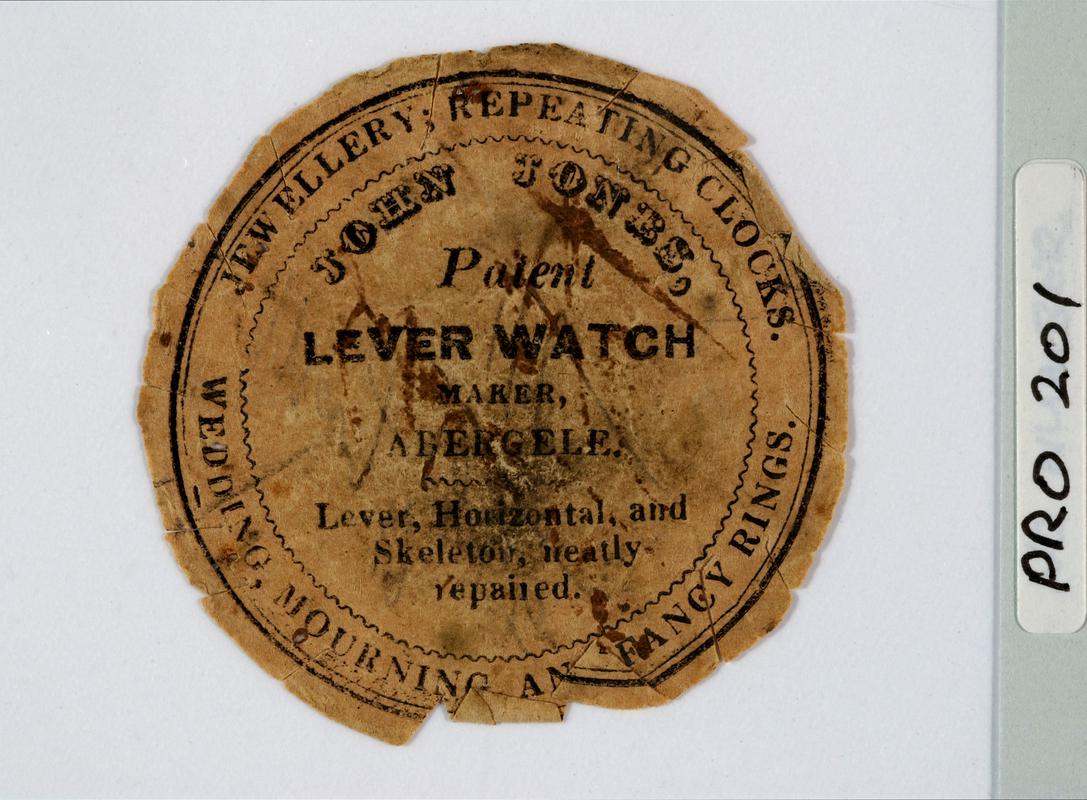 JEWELLERY; REPEATING CLOCKS.
JOHN JONES,
Patent
LEVER WATCH
MAKER,
ABERGELE.
Lever, Horizontal, and
Skeleton, neatly
repaired.
WEDDING, MOURNING AN FANCY RINGS.
PRO 201